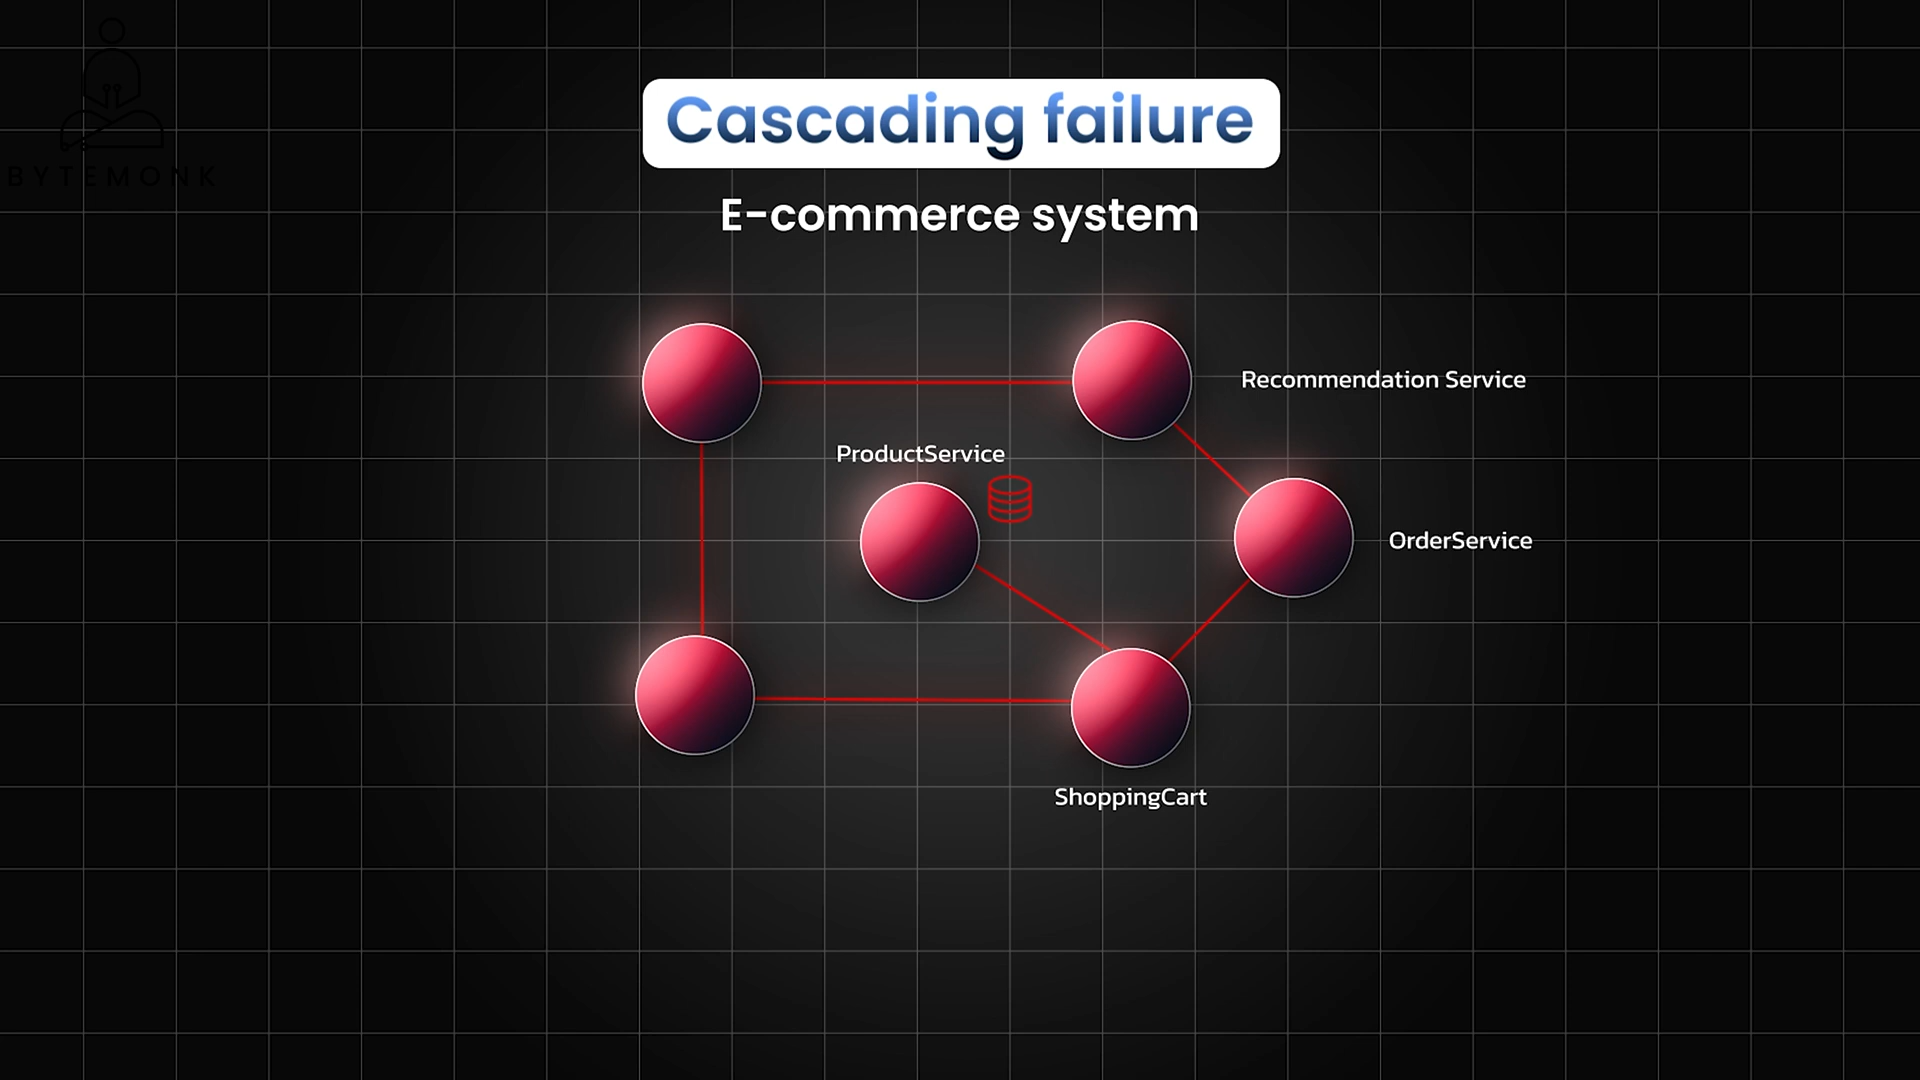 BYTEMONK
Cascading failure
E-commerce system
Recommendation Service
ProductService
OrderService
ShoppingCart